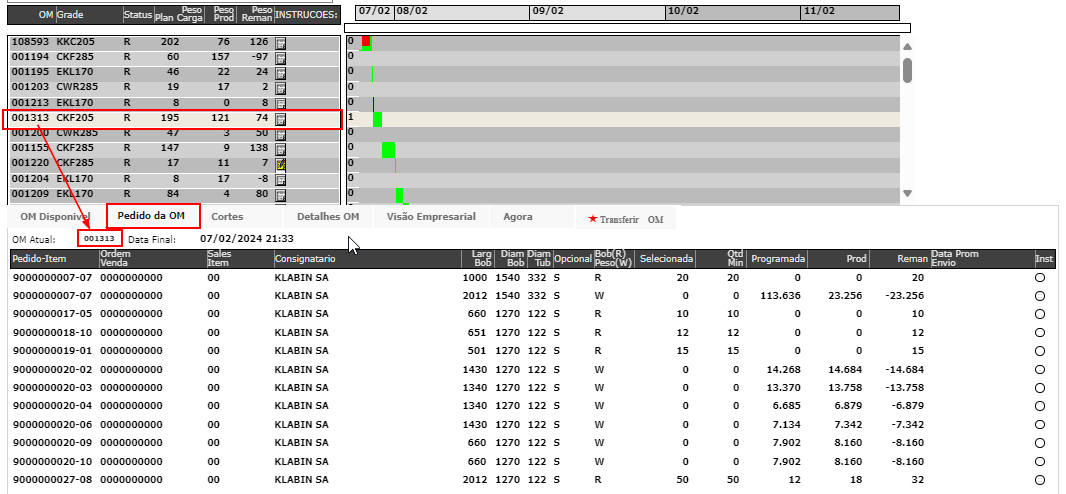 OM Grade Status Peso Plan Carga Peso Prod Peso Reman INSTRUCOES: 07/02 08/02 09/02 10/02 11/02
108593 KKC205 R 202 76 126 0
001194 CKF285 R 60 157 -97 0
001195 EKL170 R 46 22 24 0
001203 CWR285 R 19 17 2 0
001213 EKL170 R 8 0 8 0
001313 CKF205 R 195 121 74 1
001200 CWR285 R 47 3 50 0
001155 CKF285 R 147 9 138 0
001220 CKF285 R 17 11 7 0
001204 EKL170 R 8 17 -8 0
001209 EKL170 R 84 4 80 0
OM Disponivel Pedido da OM Cortes Detalhes OM Visão Empresarial Agora Transferir OM
OM Atual: 001313 Data Final: 07/02/2024 21:33
Pedido-Item Ordem Venda Sales Item Consignatario Larg Bob Diam Bob Diam Tub Opcional Bob(R) Peso(W) Selecionada Qtd Min Programada Prod Reman Data Prom Envio Inst
9000000007-07 0000000000 00 KLABIN SA 1000 1540 332 S R 20 20 0 0 20
9000000007-07 0000000000 00 KLABIN SA 2012 1540 332 S W 0 0 113.636 23.256 -23.256
9000000017-05 0000000000 00 KLABIN SA 660 1270 122 S R 10 10 0 0 10
9000000018-10 0000000000 00 KLABIN SA 651 1270 122 S R 12 12 0 0 12
9000000019-01 0000000000 00 KLABIN SA 501 1270 122 S R 15 15 0 0 15
9000000020-02 0000000000 00 KLABIN SA 1430 1270 122 S W 0 0 14.268 14.684 -14.684
9000000020-03 0000000000 00 KLABIN SA 1340 1270 122 S W 0 0 13.370 13.758 -13.758
9000000020-04 0000000000 00 KLABIN SA 1340 1270 122 S W 0 0 6.685 6.879 -6.879
9000000020-06 0000000000 00 KLABIN SA 1430 1270 122 S W 0 0 7.134 7.342 -7.342
9000000020-09 0000000000 00 KLABIN SA 660 1270 122 S W 0 0 7.902 8.160 -8.160
9000000020-10 0000000000 00 KLABIN SA 660 1270 122 S W 0 0 7.902 8.160 -8.160
9000000027-08 0000000000 00 KLABIN SA 2012 1270 122 S R 50 50 12 18 32